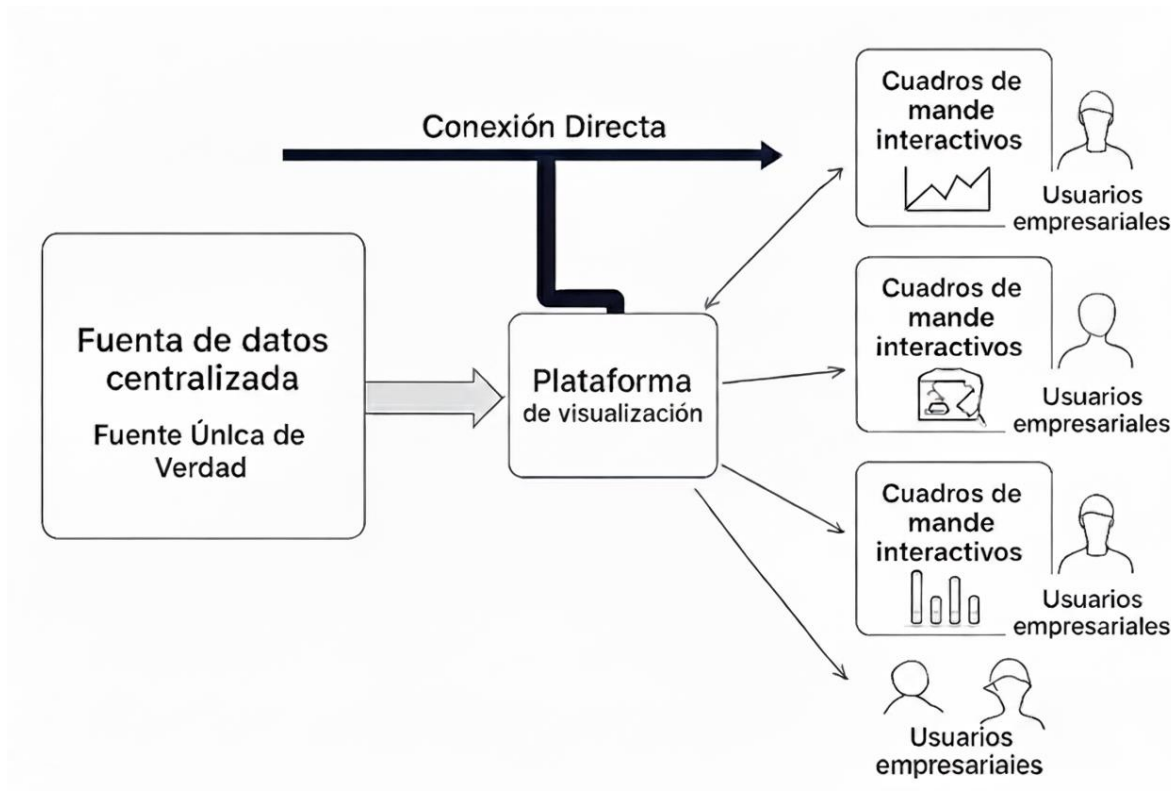 Conexión Directa
Fuenta de datos
centralizada
Fuente Únlca de
Verdad
Plataforma
de visualización
Cuadros de
mande
interactivos
Usuarios
empresariales
Cuadros de
mande
interactivos
Usuarios
empresariales
Cuadros de
mande
interactivos
Usuarios
empresariales
Usuarios
empresariaies